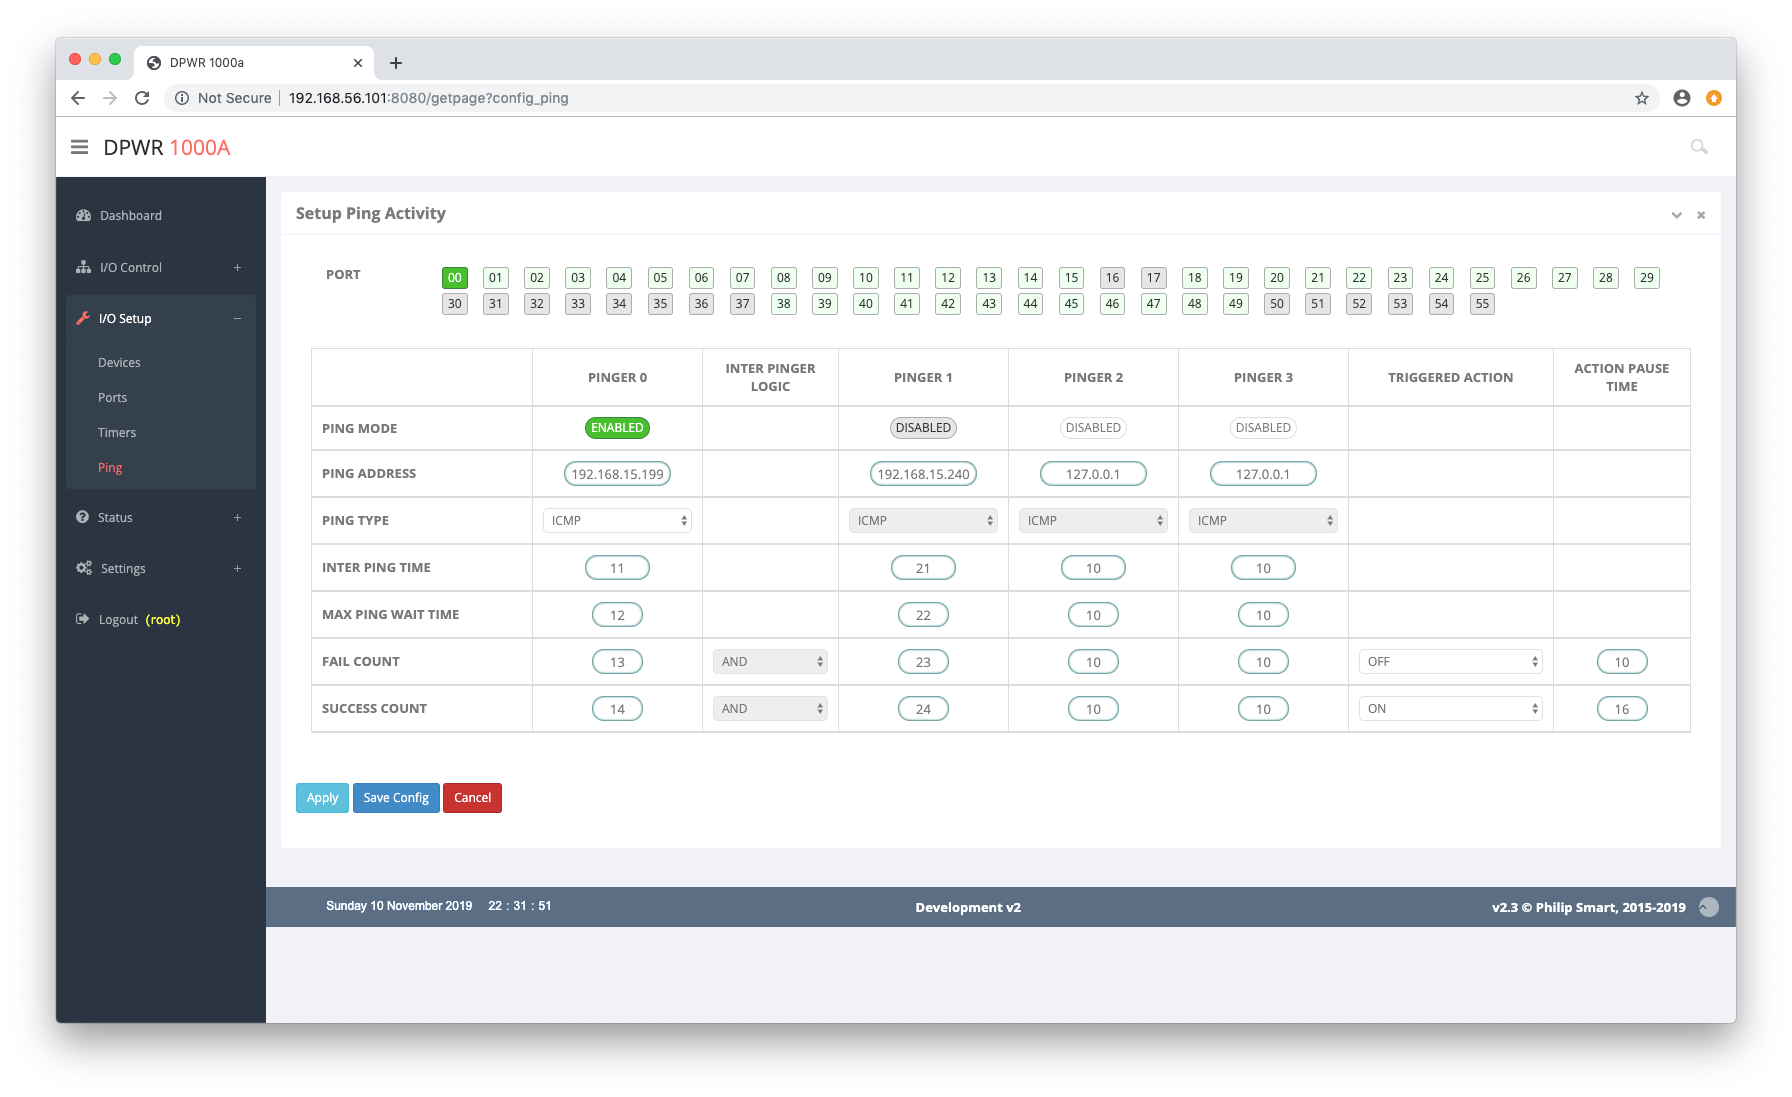 DPWR 1000a
Not Secure 192.168.56.101:8080/getpage?config_ping
DPWR 1000A
Dashboard
I/O Control +
I/O Setup −
Devices
Ports
Timers
Ping
Status +
Settings +
Logout (root)
Setup Ping Activity
PORT
00 01 02 03 04 05 06 07 08 09 10 11 12 13 14 15 16 17 18 19 20 21 22 23 24 25 26 27 28 29
30 31 32 33 34 35 36 37 38 39 40 41 42 43 44 45 46 47 48 49 50 51 52 53 54 55
PINGER 0 INTER PINGER LOGIC PINGER 1 PINGER 2 PINGER 3 TRIGGERED ACTION ACTION PAUSE TIME
PING MODE ENABLED DISABLED DISABLED DISABLED
PING ADDRESS 192.168.15.199 192.168.15.240 127.0.0.1 127.0.0.1
PING TYPE ICMP ICMP ICMP ICMP
INTER PING TIME 11 21 10 10
MAX PING WAIT TIME 12 22 10 10
FAIL COUNT 13 AND 23 10 10 OFF 10
SUCCESS COUNT 14 AND 24 10 10 ON 16
Apply Save Config Cancel
Sunday 10 November 2019 22 : 31 : 51 Development v2 v2.3 © Philip Smart, 2015-2019